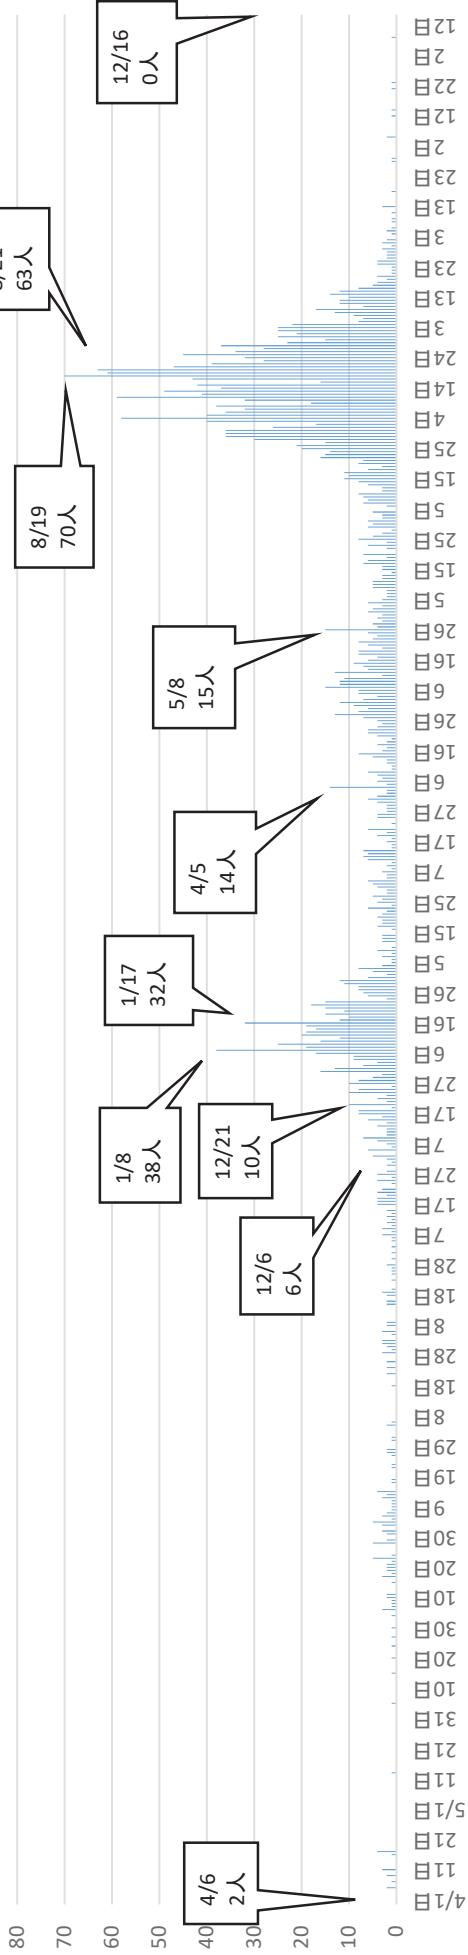 80
70
60
50
40
30
20
10
0
4/6
2人
12/6
6人
12/21
10人
1/8
38人
1/17
32人
4/5
14人
5/8
15人
8/19
70人
63人
12/16
0人
4/1日
11日
21日
5/1日
11日
21日
31日
10日
20日
30日
10日
20日
30日
9日
19日
29日
8日
18日
28日
8日
18日
28日
7日
17日
27日
7日
17日
27日
6日
16日
26日
5日
15日
25日
7日
17日
27日
6日
16日
26日
6日
16日
26日
5日
15日
25日
5日
15日
25日
4日
14日
24日
3日
13日
23日
3日
13日
23日
2日
12日
22日
2日
12日